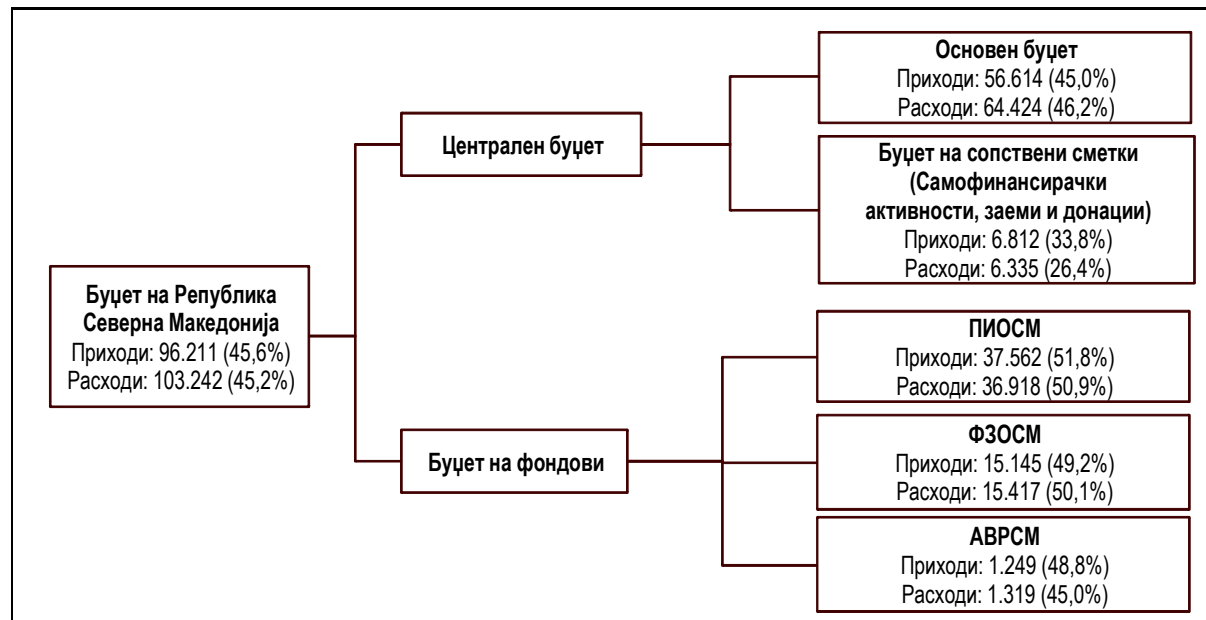 Основен буџет
Приходи: 56.614 (45,0%)
Расходи: 64.424 (46,2%)
Централен буџет
Буџет на сопствени сметки
(Самофинансирачки
активности, заеми и донации)
Приходи: 6.812 (33,8%)
Расходи: 6.335 (26,4%)
Буџет на Република
Северна Македонија
Приходи: 96.211 (45,6%)
Расходи: 103.242 (45,2%)
ПИОСМ
Приходи: 37.562 (51,8%)
Расходи: 36.918 (50,9%)
Буџет на фондови
ФЗОСМ
Приходи: 15.145 (49,2%)
Расходи: 15.417 (50,1%)
АВРСМ
Приходи: 1.249 (48,8%)
Расходи: 1.319 (45,0%)